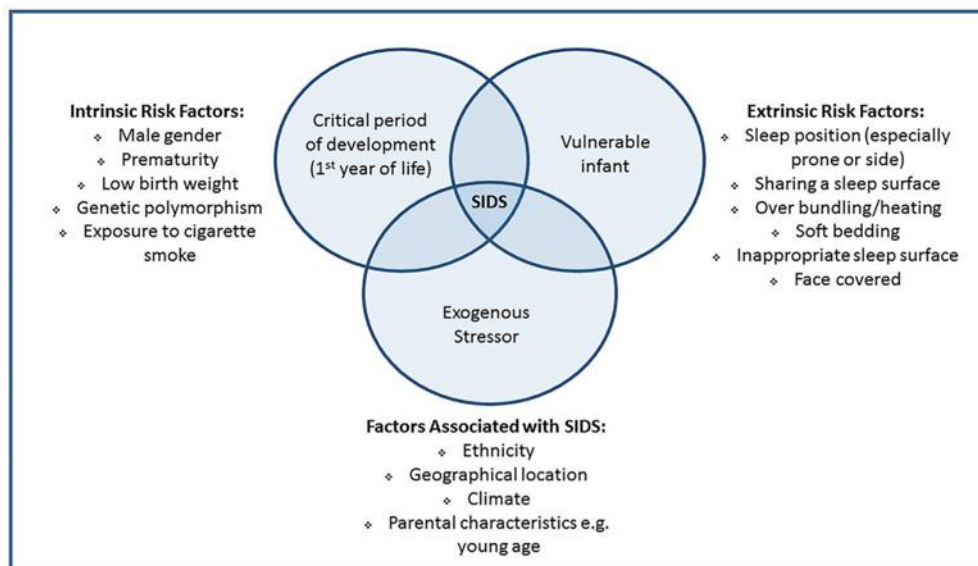 Intrinsic Risk Factors:
❖ Male gender
❖ Prematurity
❖ Low birth weight
❖ Genetic polymorphism
❖ Exposure to cigarette
smoke
Critical period
of development
(1st year of life)
Vulnerable
infant
SIDS
Exogenous
Stressor
Extrinsic Risk Factors:
❖ Sleep position (especially
prone or side)
❖ Sharing a sleep surface
❖ Over bundling/heating
❖ Soft bedding
❖ Inappropriate sleep surface
❖ Face covered
Factors Associated with SIDS:
❖ Ethnicity
❖ Geographical location
❖ Climate
❖ Parental characteristics e.g.
young age